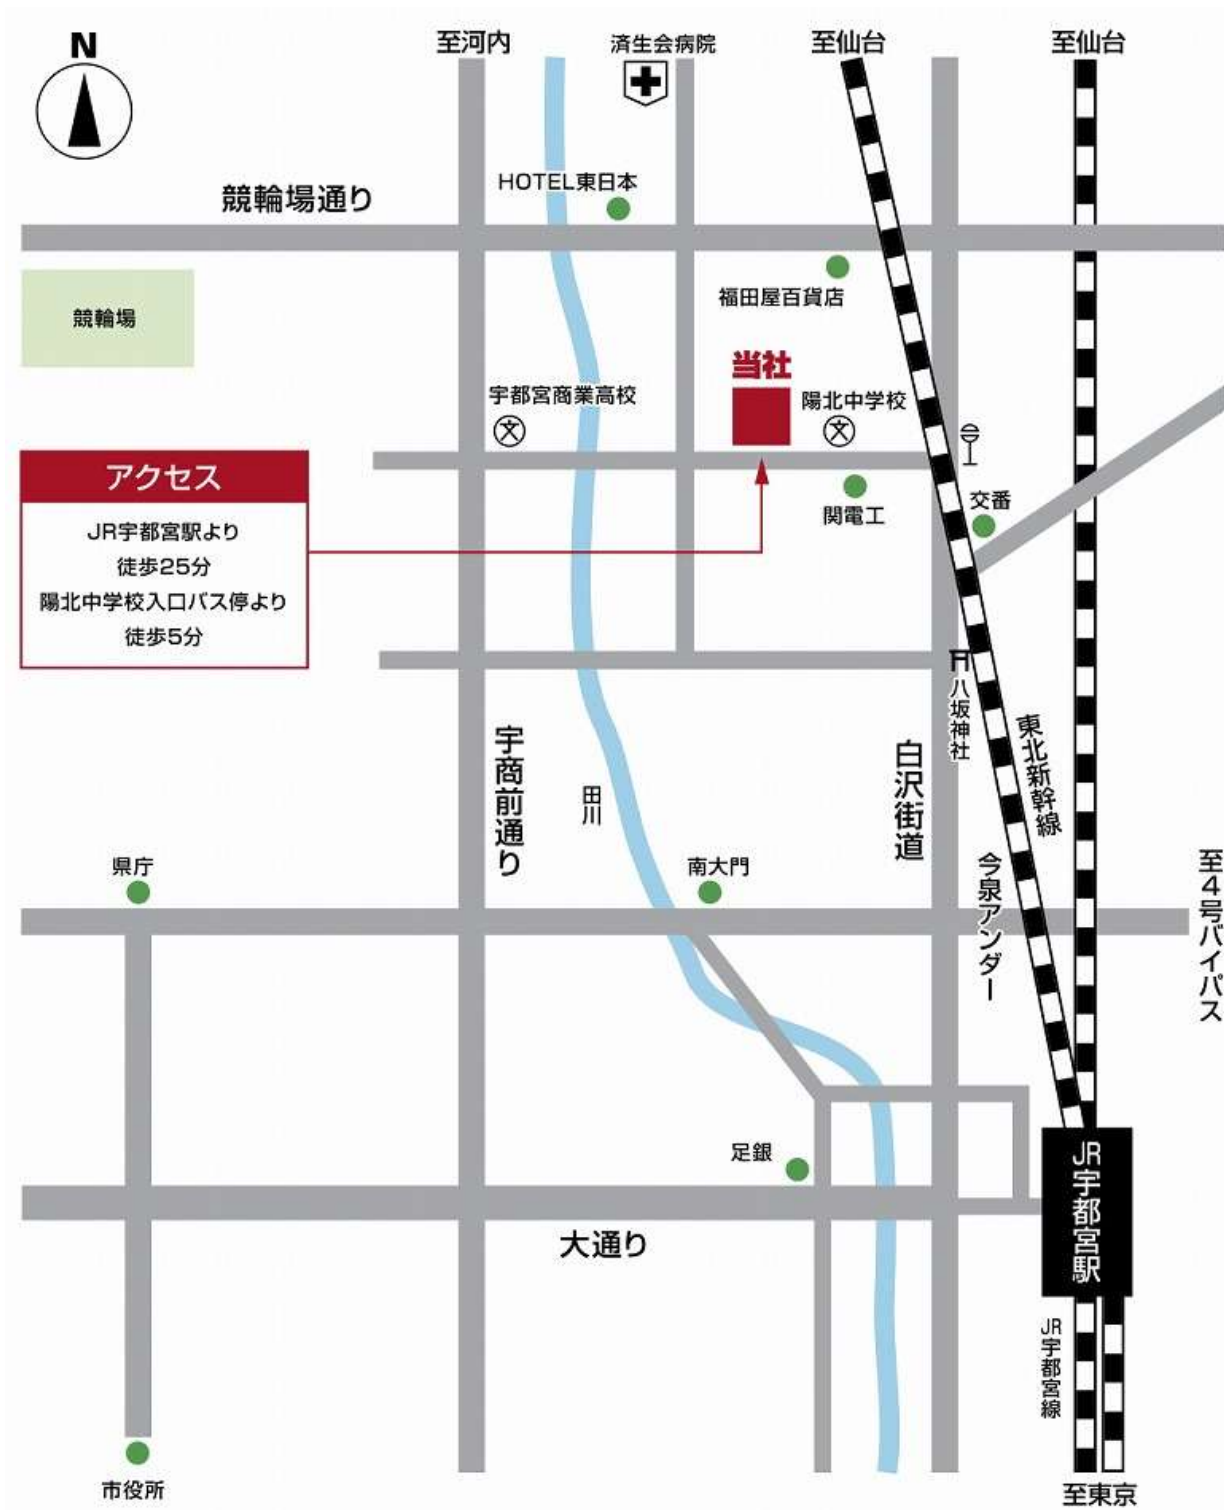 N
至河内
済生会病院
至仙台
至仙台
HOTEL東日本
競輪場通り
福田屋百貨店
競輪場
当社
宇都宮商業高校
文
陽北中学校
文
アクセス
JR宇都宮駅より
徒歩25分
陽北中学校入口バス停より
徒歩5分
関電工
交番
八坂神社
東北新幹線
宇商前通り
田川
白沢街道
今泉アンダー
至4号バイパス
県庁
南大門
足銀
大通り
JR宇都宮駅
JR宇都宮線
市役所
至東京